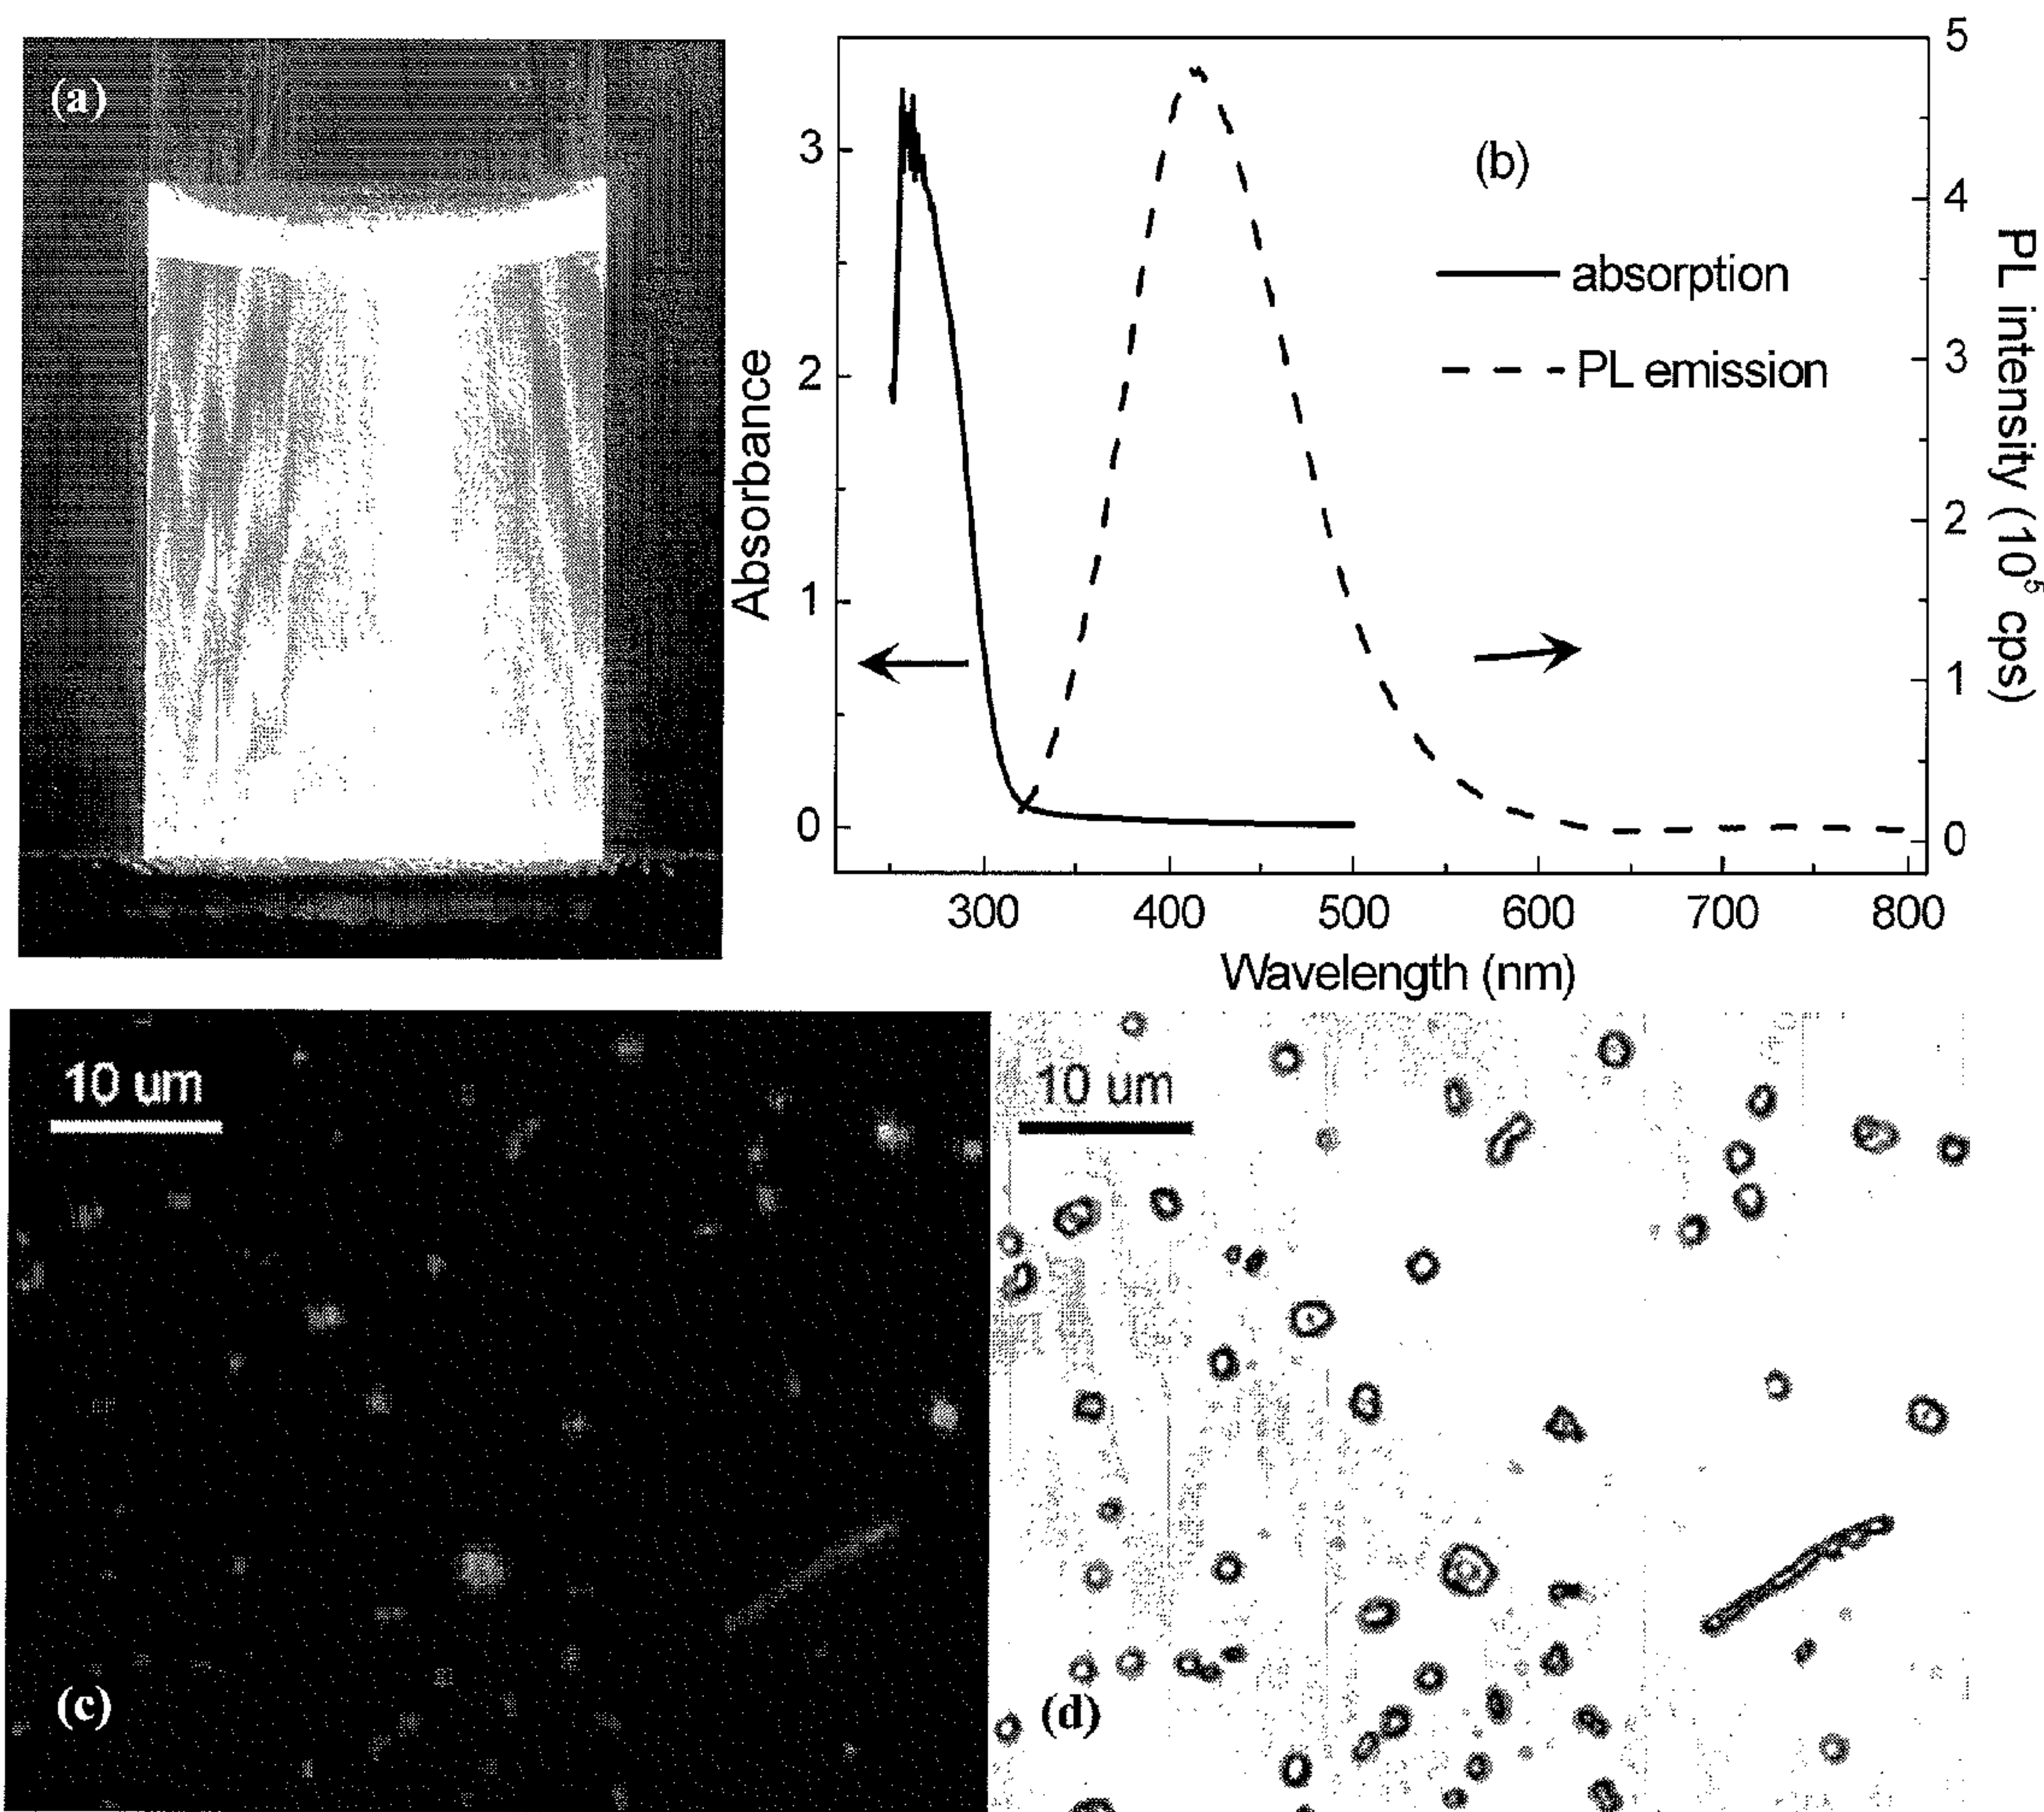 (a)
5
3
(b)
4
absorption
3
PL emission
2
2
1
1
0
0
Absorbance
PL intensity (10⁵ cps)
300 400 500 600 700 800
Wavelength (nm)
10 um
10 um
(c)
(d)